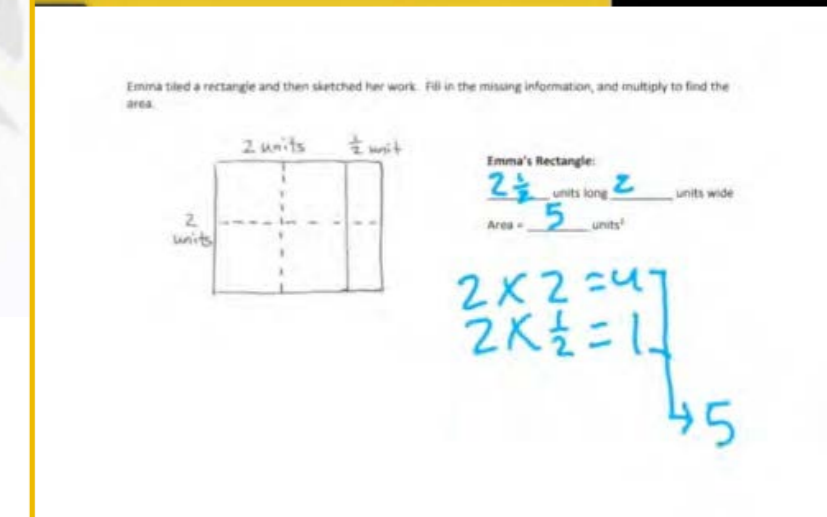 Emma tiled a rectangle and then sketched her work. Fill in the missing information, and multiply to find the
area.
2 units ½ unit
2
units
Emma's Rectangle:
2½ units long 2 units wide
Area = 5 units²
2 x 2 = 4
2 x ½ = 1
5